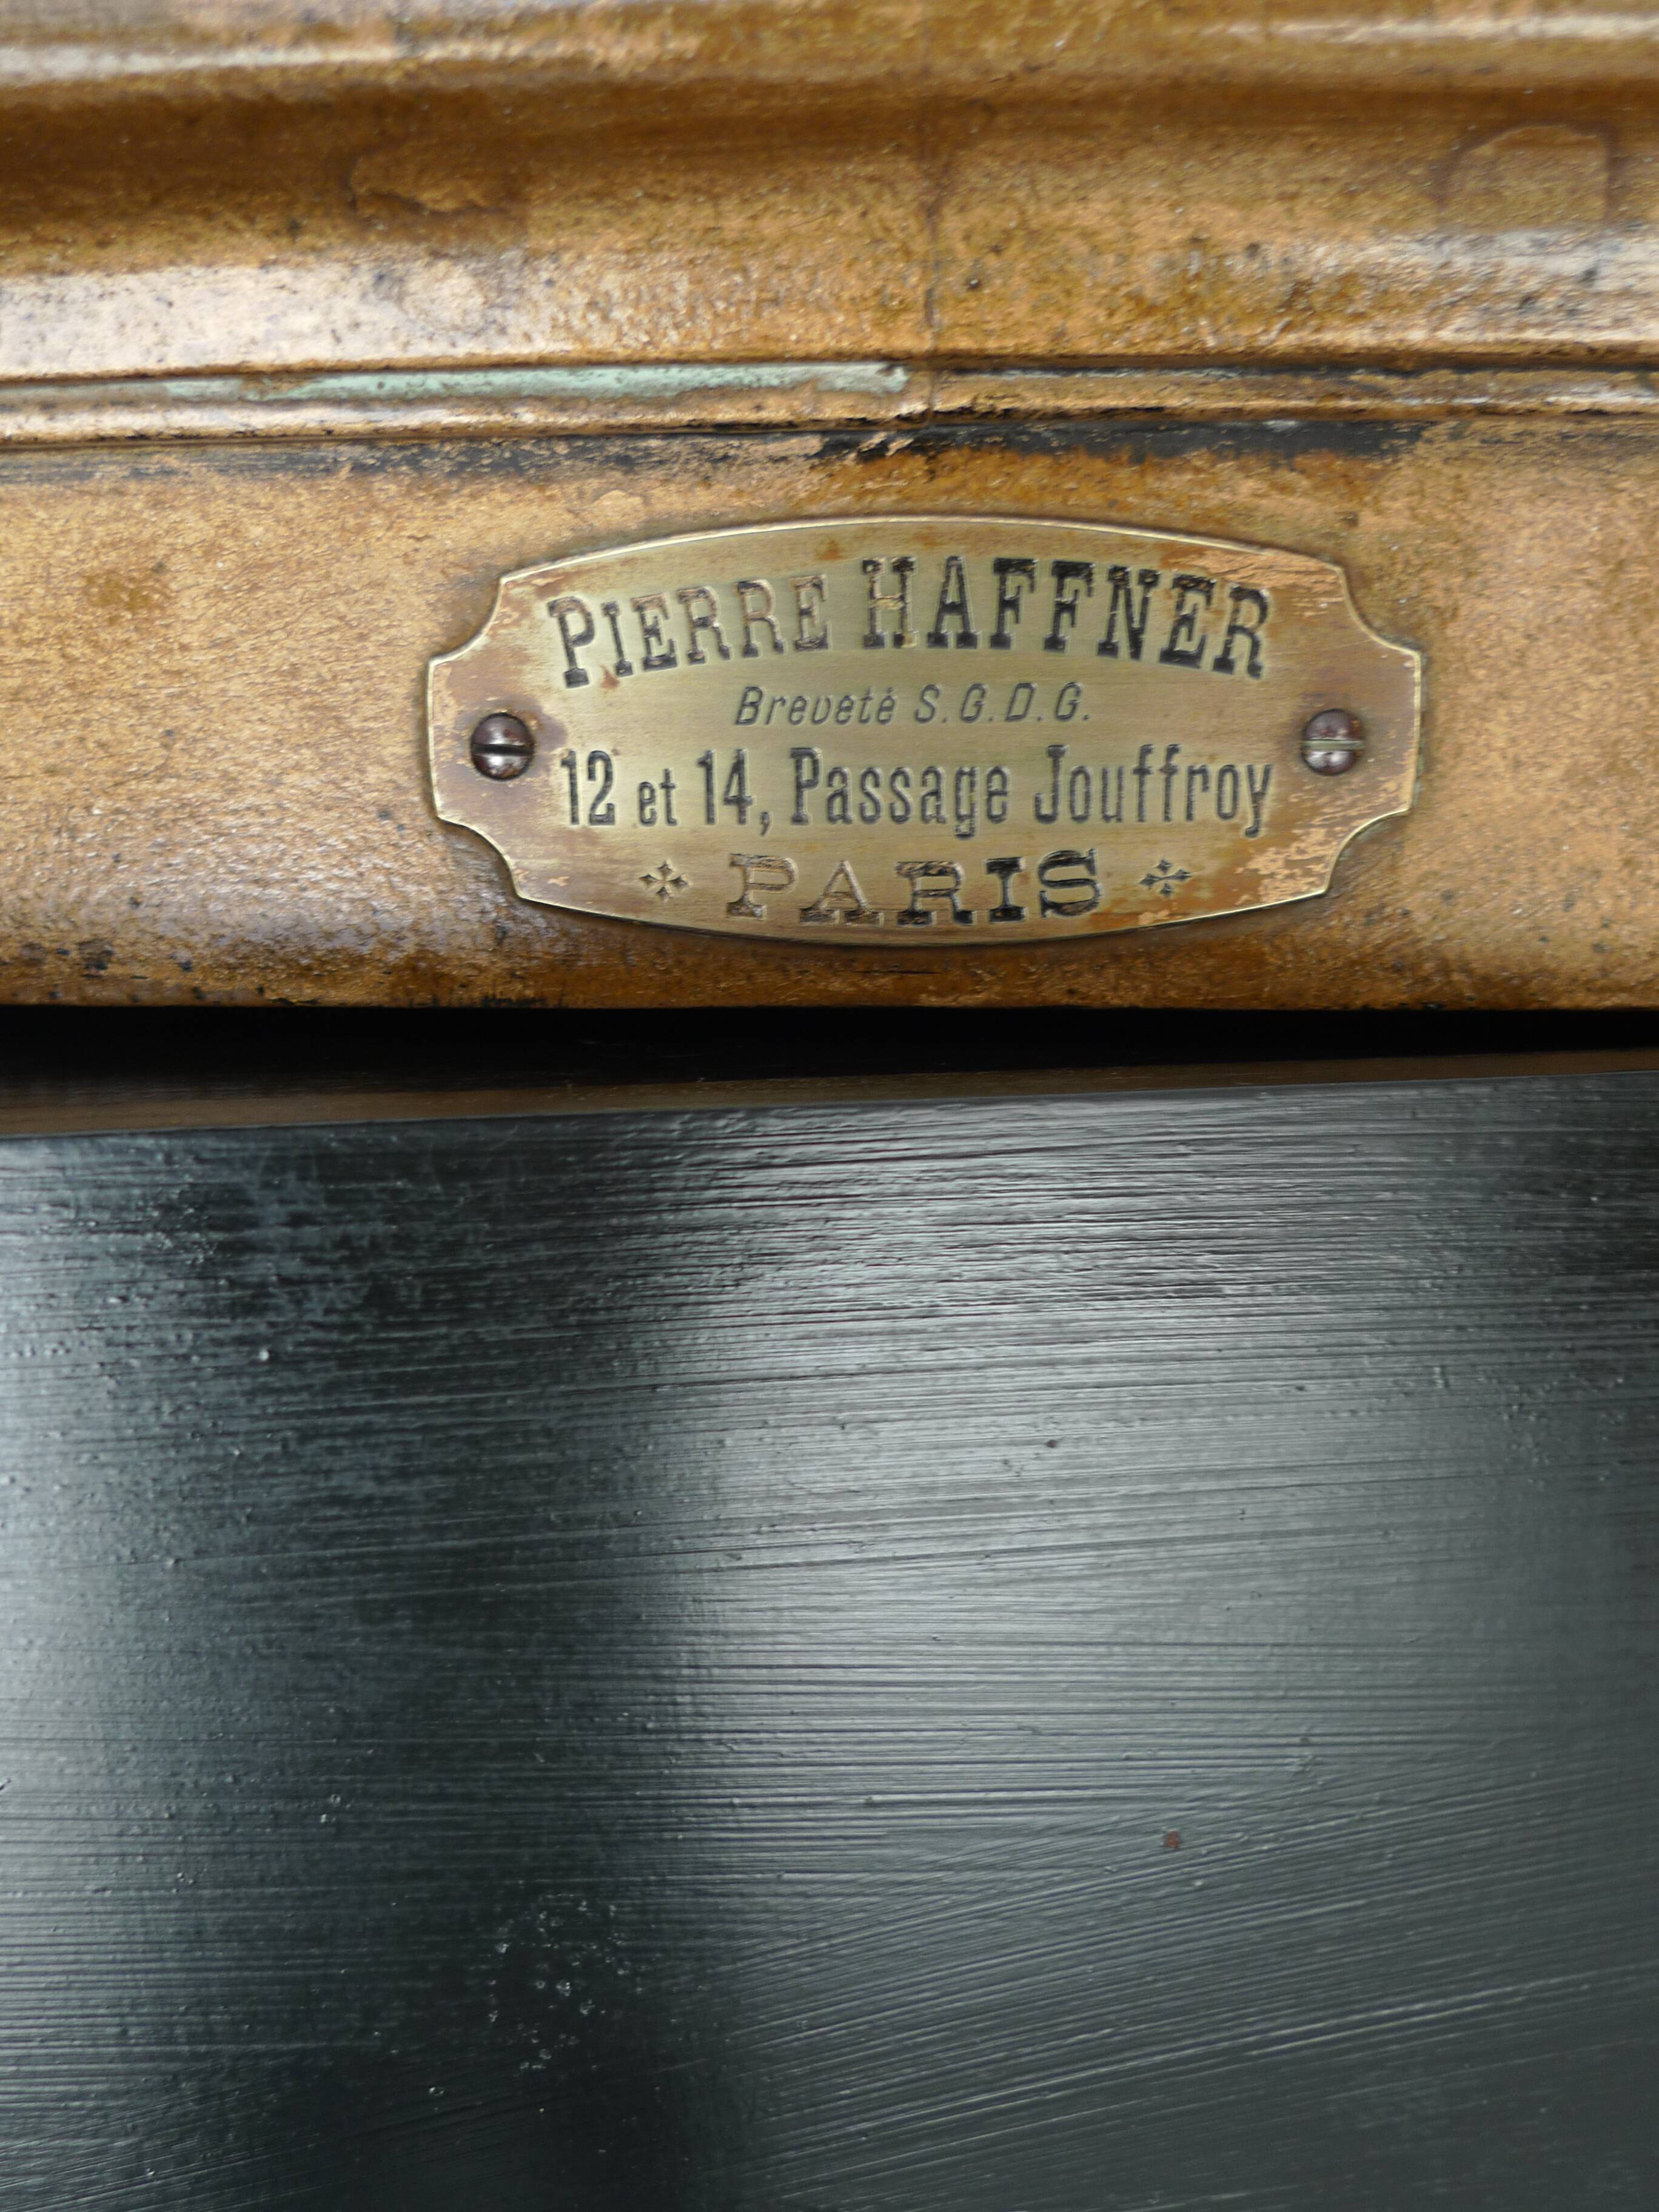 PIERRE HAFFNER
Breveté S.G.D.G.
12 et 14, Passage Jouffroy
PARIS